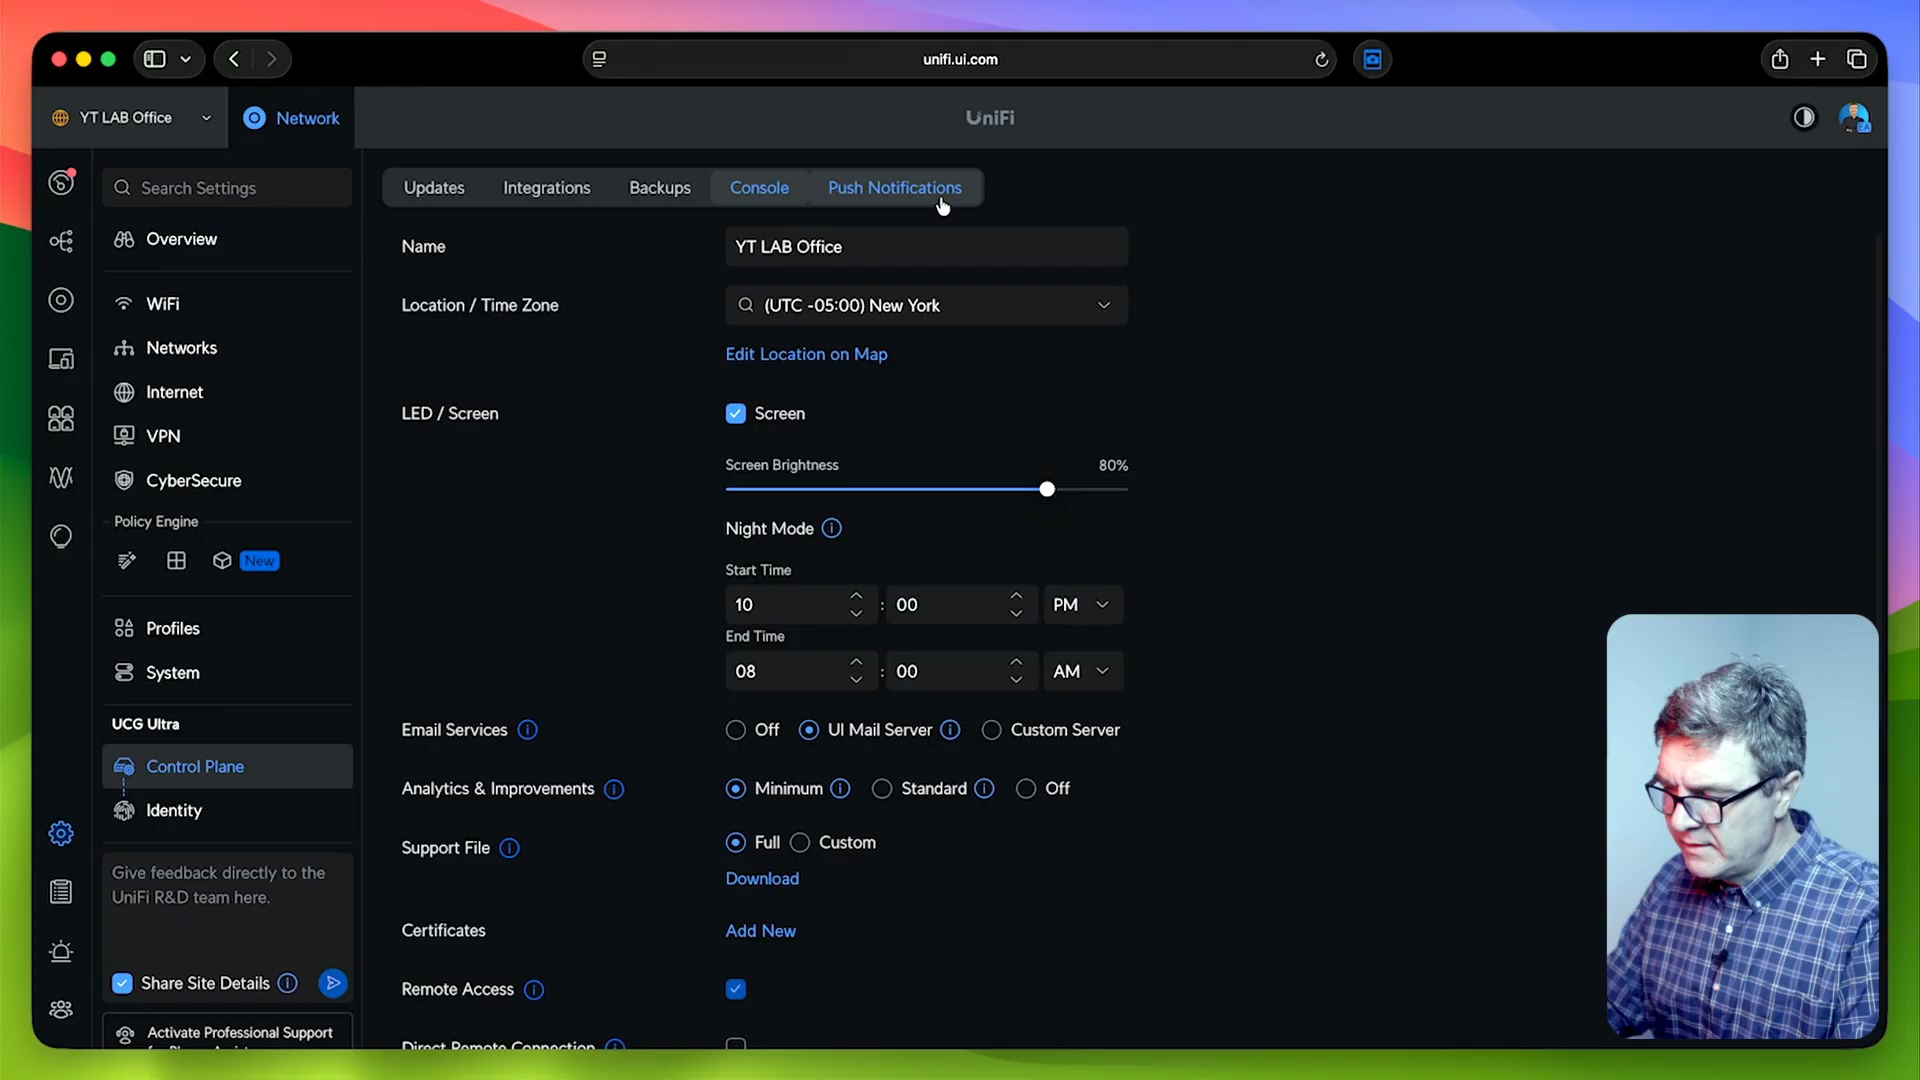 unifi.ui.com
YT LAB Office
Network
UniFi
Search Settings
Overview
WiFi
Networks
Internet
VPN
CyberSecure
Policy Engine
New
Profiles
System
UCG Ultra
Control Plane
Identity
Give feedback directly to the
UniFi R&D team here.
Share Site Details
Activate Professional Support
Updates
Integrations
Backups
Console
Push Notifications
Name
YT LAB Office
Location / Time Zone
(UTC -05:00) New York
Edit Location on Map
LED / Screen
Screen
Screen Brightness
80%
Night Mode
Start Time
10 : 00 PM
End Time
08 : 00 AM
Email Services
Off
UI Mail Server
Custom Server
Analytics & Improvements
Minimum
Standard
Off
Support File
Full
Custom
Download
Certificates
Add New
Remote Access
Direct Remote Connection